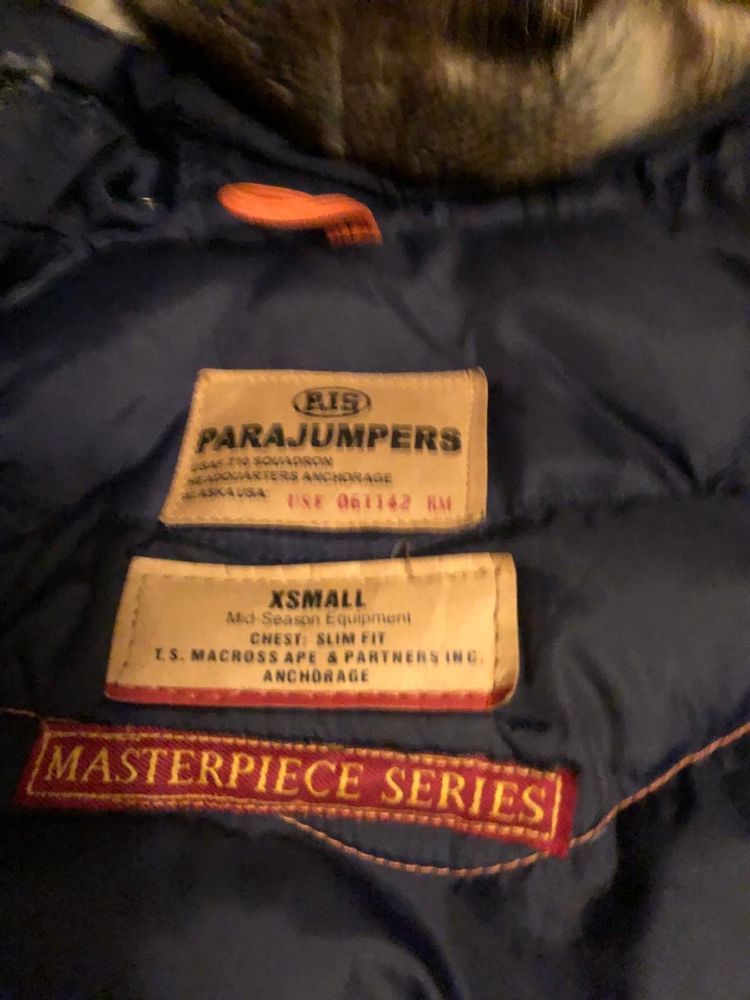 PJS
PARAJUMPERS
USAF 210 SQUADRON
HEADQUARTERS ANCHORAGE
ALASKA USA
USE 061142 RM
XSMALL
Mid-Season Equipment
CHEST: SLIM FIT
T.S. MACROSS APE & PARTNERS INC.
ANCHORAGE
MASTERPIECE SERIES